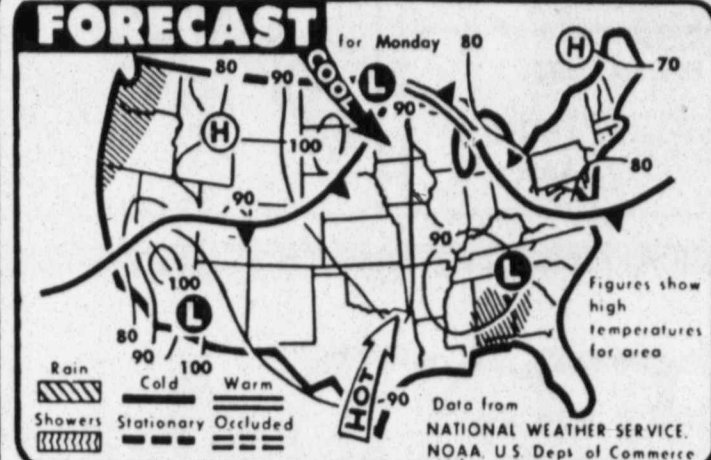 FORECAST
for Monday
COOL
80
90
80
H
70
L
90
H
100
80
90
90
L
100
L
HOT
80
90
100
90
Figures show
high
temperatures
for area
Rain
Cold
Warm
Showers
Stationary
Occluded
Data from
NATIONAL WEATHER SERVICE,
NOAA, U.S. Dept of Commerce